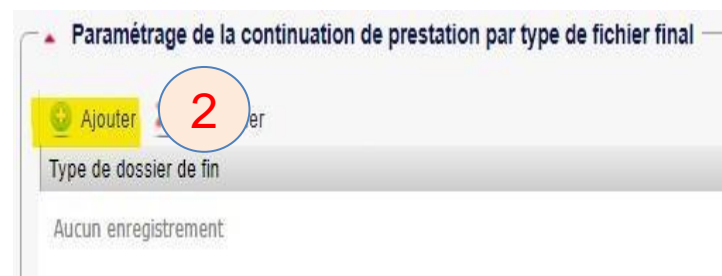 Paramétrage de la continuation de prestation par type de fichier final
Ajouter 2 er
Type de dossier de fin
Aucun enregistrement